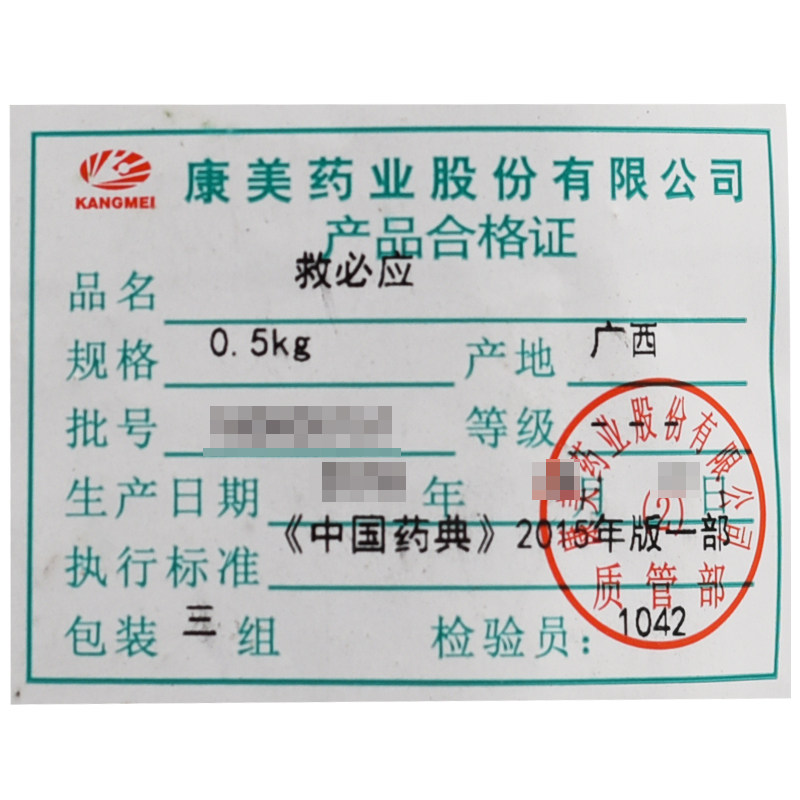 KANGMEI
康美药业股份有限公司
产品合格证
品名 救必应
规格 0.5kg 产地 广西
批号 等级 ---
生产日期 年 月 日
执行标准 《中国药典》2015年版一部
包装 三 组 检验员: 1042
康美药业股份有限公司
(2)
质管部